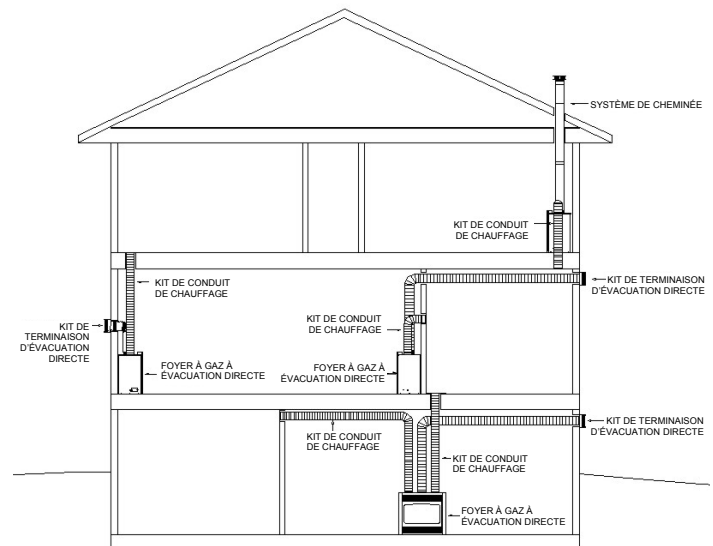 SYSTÈME DE CHEMINÉE
KIT DE CONDUIT
DE CHAUFFAGE
KIT DE CONDUIT
DE CHAUFFAGE
KIT DE TERMINAISON
D'ÉVACUATION DIRECTE
KIT DE
TERMINAISON
D'ÉVACUATION
DIRECTE
KIT DE CONDUIT
DE CHAUFFAGE
FOYER À GAZ À
ÉVACUATION DIRECTE
FOYER À GAZ À
ÉVACUATION DIRECTE
KIT DE TERMINAISON
D'ÉVACUATION DIRECTE
KIT DE CONDUIT
DE CHAUFFAGE
KIT DE CONDUIT
DE CHAUFFAGE
FOYER À GAZ À
ÉVACUATION DIRECTE